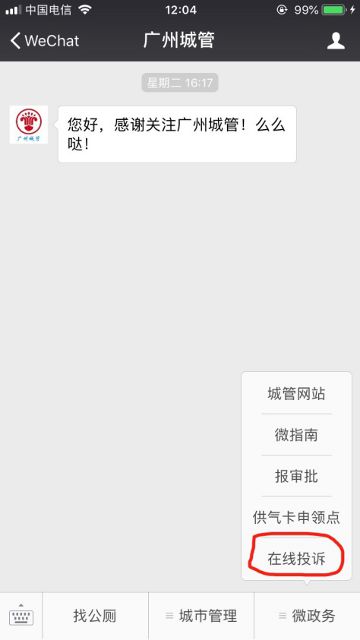 中国电信
12:04
99%
WeChat
广州城管
星期二 16:17
广州城管
您好，感谢关注广州城管！么么
哒！
城管网站
微指南
报审批
供气卡申领点
在线投诉
找公厕
城市管理
微政务